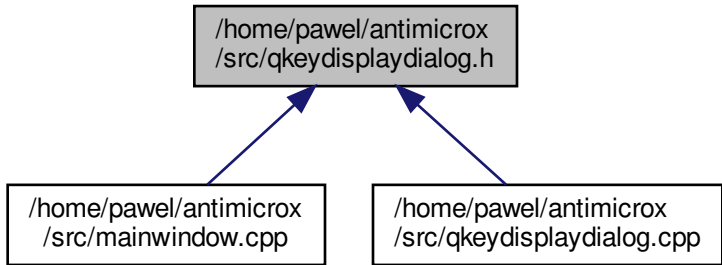 /home/pawel/antimicrox
/src/qkeydisplaydialog.h
/home/pawel/antimicrox
/src/mainwindow.cpp
/home/pawel/antimicrox
/src/qkeydisplaydialog.cpp